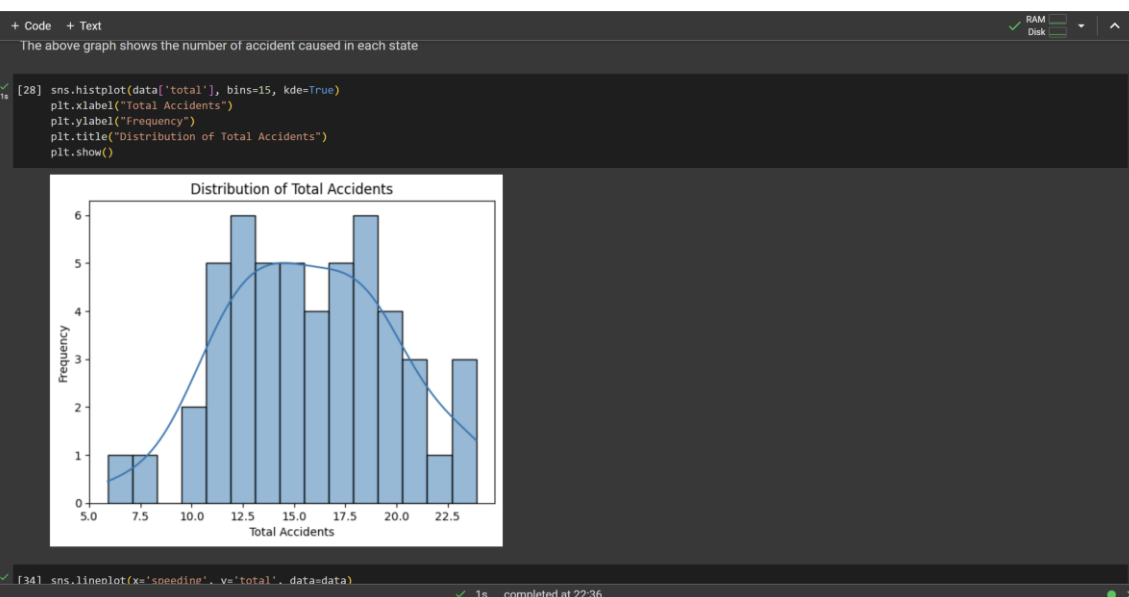 + Code + Text
RAM
Disk
The above graph shows the number of accident caused in each state
1s
[28] sns.histplot(data['total'], bins=15, kde=True)
plt.xlabel("Total Accidents")
plt.ylabel("Frequency")
plt.title("Distribution of Total Accidents")
plt.show()
Distribution of Total Accidents
6
5
4
3
2
1
0
Frequency
5.0 7.5 10.0 12.5 15.0 17.5 20.0 22.5
Total Accidents
[34] sns.lineplot(x='speeding', y='total', data=data)
1s completed at 22:36